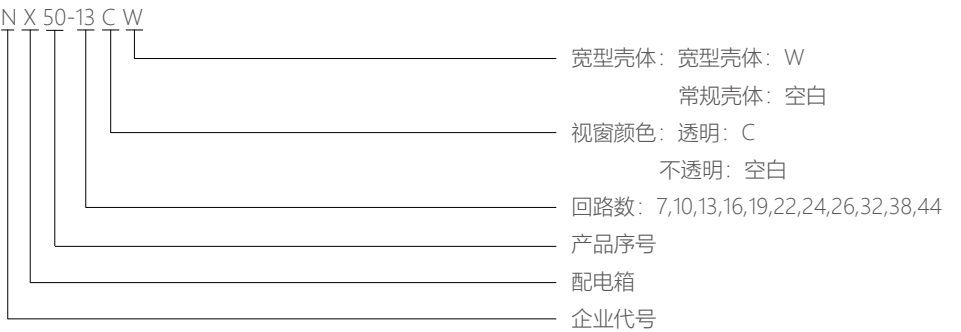 N X 50-13 C W
宽型壳体：宽型壳体：W
常规壳体：空白
视窗颜色：透明：C
不透明：空白
回路数：7,10,13,16,19,22,24,26,32,38,44
产品序号
配电箱
企业代号